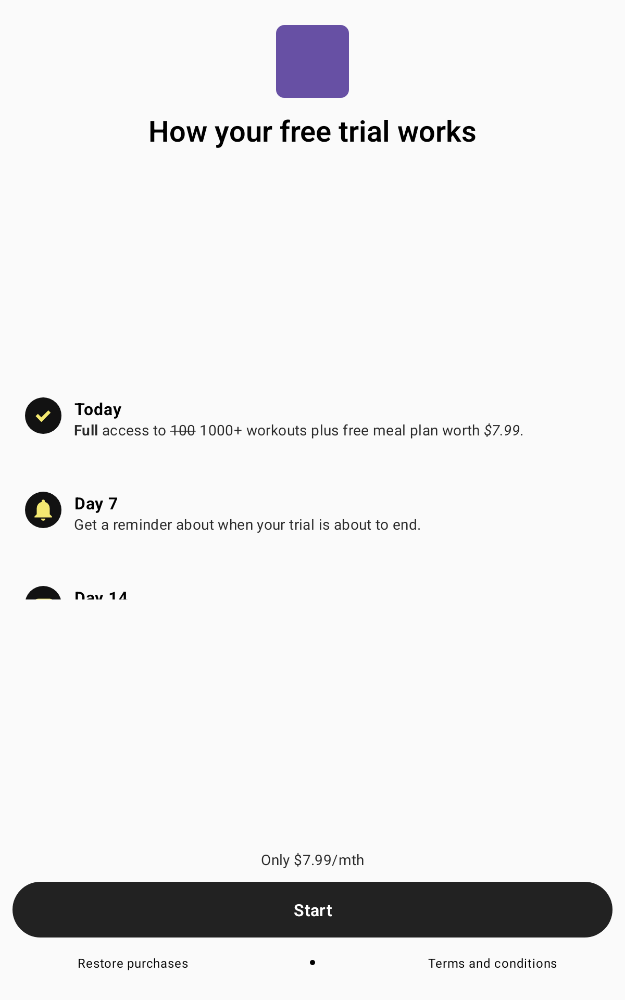 How your free trial works
Today
Full access to 100 1000+ workouts plus free meal plan worth $7.99.
Day 7
Get a reminder about when your trial is about to end.
Day 14
Only $7.99/mth
Start
Restore purchases
Terms and conditions